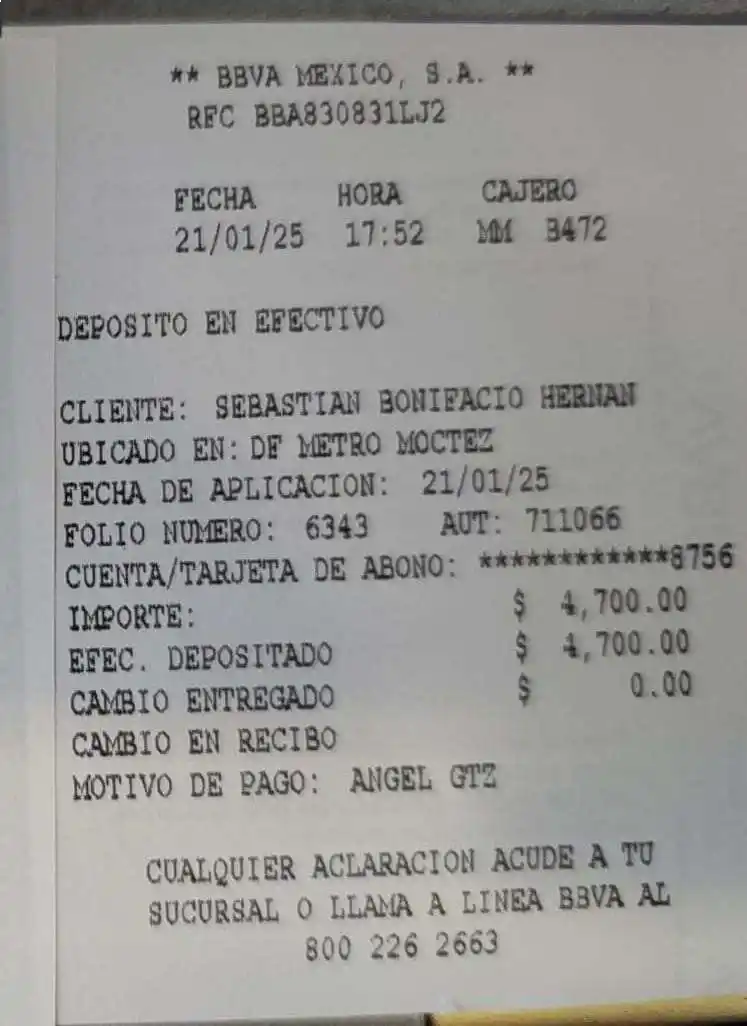 ** BBVA MEXICO, S.A. **
RFC BBA830831LJ2
FECHA HORA CAJERO
21/01/25 17:52 MM B472
DEPOSITO EN EFECTIVO
CLIENTE: SEBASTIAN BONIFACIO HERNAN
UBICADO EN: DF METRO MOCTEZ
FECHA DE APLICACION: 21/01/25
FOLIO NUMERO: 6343 AUT: 711066
CUENTA/TARJETA DE ABONO: ************8756
IMPORTE: $ 4,700.00
EFEC. DEPOSITADO $ 4,700.00
CAMBIO ENTREGADO $ 0.00
CAMBIO EN RECIBO
MOTIVO DE PAGO: ANGEL GTZ
CUALQUIER ACLARACION ACUDE A TU
SUCURSAL O LLAMA A LINEA BBVA AL
800 226 2663